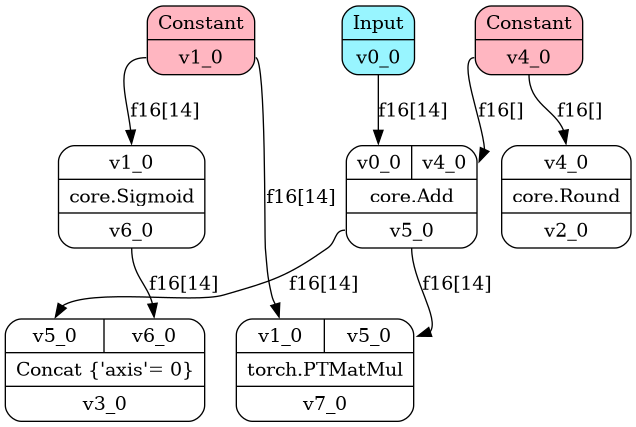 Constant
v1_0
Input
v0_0
Constant
v4_0
f16[14]
f16[14]
f16[]
f16[]
v1_0
core.Sigmoid
v6_0
v0_0 v4_0
core.Add
v5_0
v4_0
core.Round
v2_0
f16[14]
f16[14]
f16[14]
f16[14]
v5_0 v6_0
Concat {'axis'= 0}
v3_0
v1_0 v5_0
torch.PTMatMul
v7_0